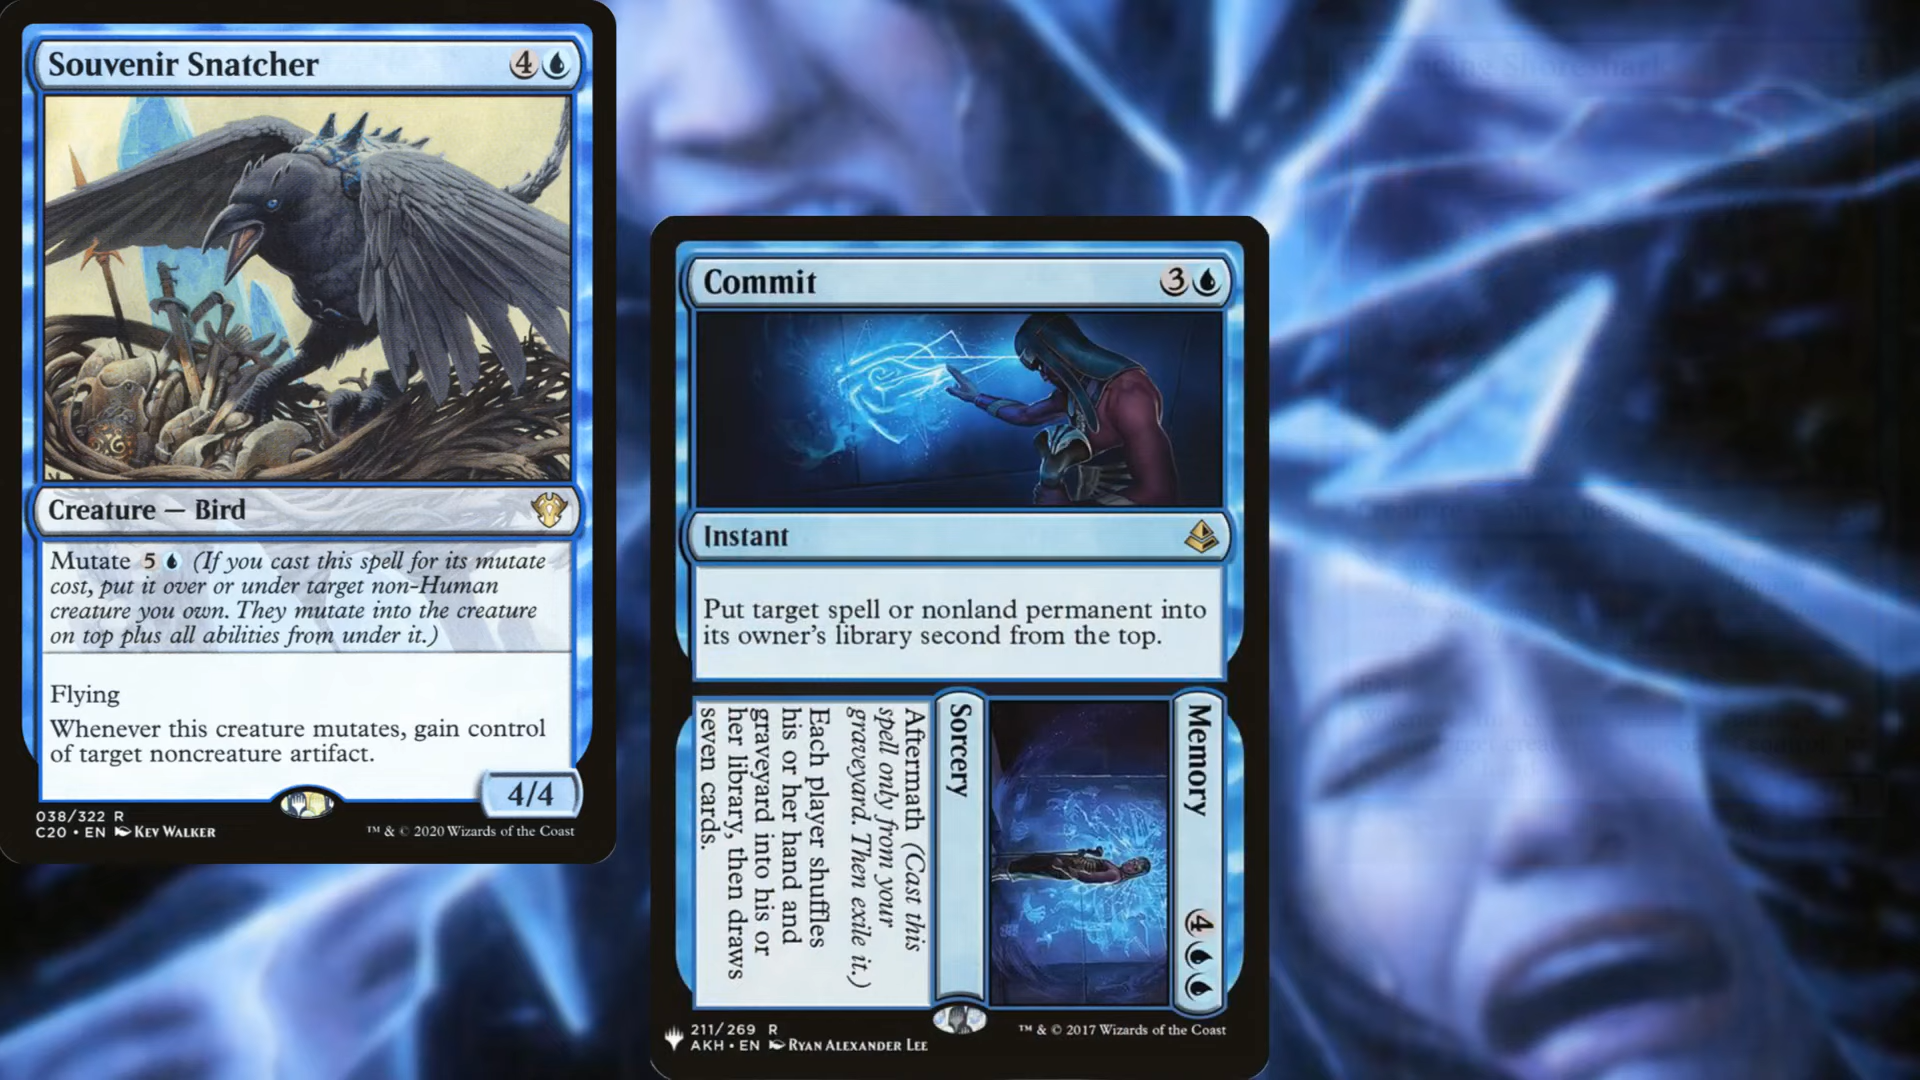 Souvenir Snatcher 4
Creature — Bird
Mutate 5 (If you cast this spell for its mutate
cost, put it over or under target non-Human
creature you own. They mutate into the creature
on top plus all abilities from under it.)
Flying
Whenever this creature mutates, gain control
of target noncreature artifact.
4/4
038/322 R
C20 • EN Kev Walker
™ & © 2020 Wizards of the Coast
Commit 3
Instant
Put target spell or nonland permanent into
its owner's library second from the top.
Memory 4
Sorcery
Aftermath (Cast this
spell only from your
graveyard. Then exile it.)
Each player shuffles
his or her hand and
graveyard into his or
her library, then draws
seven cards.
211/269 R
AKH • EN Ryan Alexander Lee
™ & © 2017 Wizards of the Coast